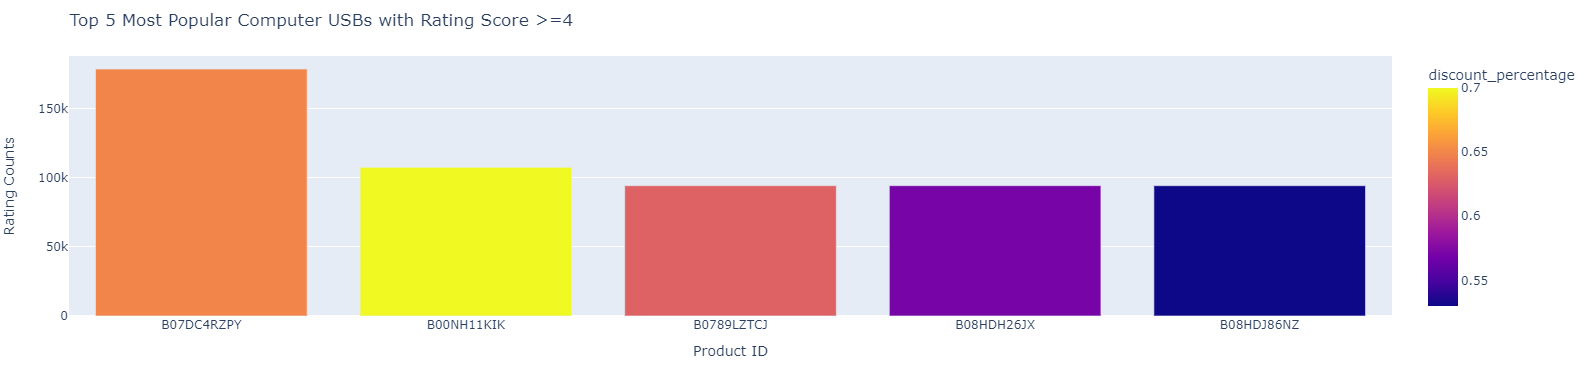 Top 5 Most Popular Computer USBs with Rating Score >=4
Rating Counts
150k
100k
50k
0
B07DC4RZPY
B00NH11KIK
B0789LZTCJ
B08HDH26JX
B08HDJ86NZ
Product ID
discount_percentage
0.7
0.65
0.6
0.55